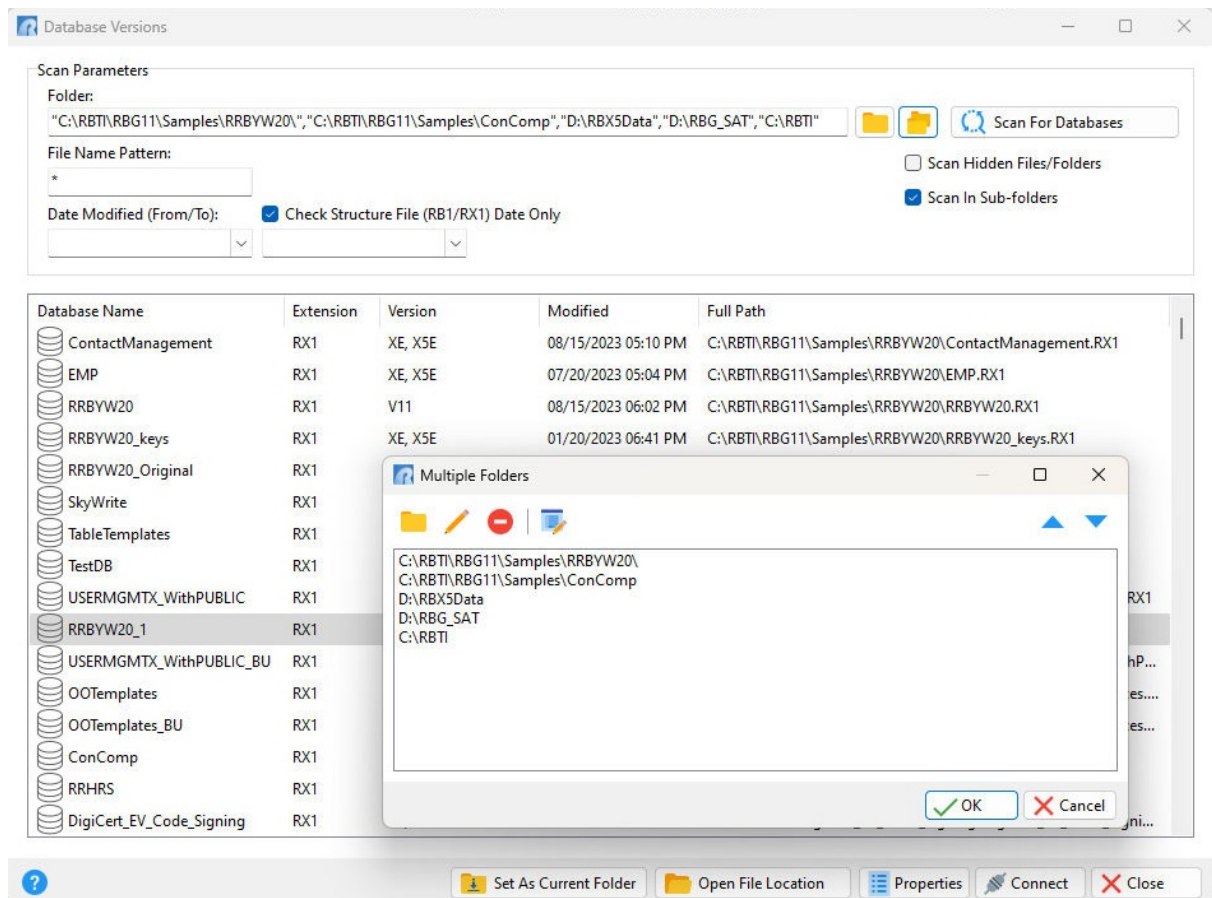 Database Versions
Scan Parameters
Folder:
"C:\RBTI\RBG11\Samples\RRBYW20\","C:\RBTI\RBG11\Samples\ConComp","D:\RBX5Data","D:\RBG_SAT","C:\RBTI"
Scan For Databases
File Name Pattern:
*
Scan Hidden Files/Folders
Scan In Sub-folders
Date Modified (From/To):
Check Structure File (RB1/RX1) Date Only
Database Name Extension Version Modified Full Path
ContactManagement RX1 XE, X5E 08/15/2023 05:10 PM C:\RBTI\RBG11\Samples\RRBYW20\ContactManagement.RX1
EMP RX1 XE, X5E 07/20/2023 05:04 PM C:\RBTI\RBG11\Samples\RRBYW20\EMP.RX1
RRBYW20 RX1 V11 08/15/2023 06:02 PM C:\RBTI\RBG11\Samples\RRBYW20\RRBYW20.RX1
RRBYW20_keys RX1 XE, X5E 01/20/2023 06:41 PM C:\RBTI\RBG11\Samples\RRBYW20\RRBYW20_keys.RX1
RRBYW20_Original RX1
SkyWrite RX1
TableTemplates RX1
TestDB RX1
USERMGMTX_WithPUBLIC RX1 RX1
RRBYW20_1 RX1
USERMGMTX_WithPUBLIC_BU RX1 hP...
OOTemplates RX1 es....
OOTemplates_BU RX1 es...
ConComp RX1
RRHRS RX1
DigiCert_EV_Code_Signing RX1 gni...
Multiple Folders
C:\RBTI\RBG11\Samples\RRBYW20\
C:\RBTI\RBG11\Samples\ConComp
D:\RBX5Data
D:\RBG_SAT
C:\RBTI
OK Cancel
? Set As Current Folder Open File Location Properties Connect Close